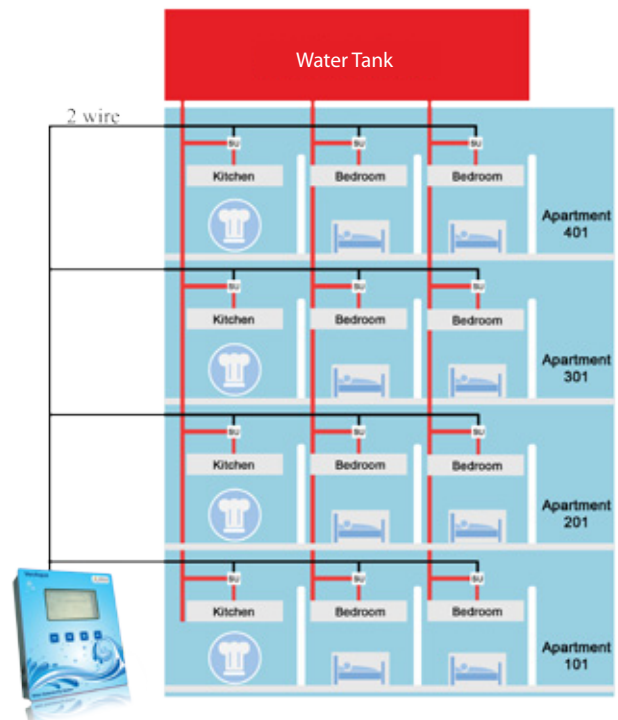 Water Tank
2 wire
SU SU SU
Kitchen Bedroom Bedroom
Apartment
401
SU SU SU
Kitchen Bedroom Bedroom
Apartment
301
SU SU SU
Kitchen Bedroom Bedroom
Apartment
201
SU SU SU
Kitchen Bedroom Bedroom
Apartment
101